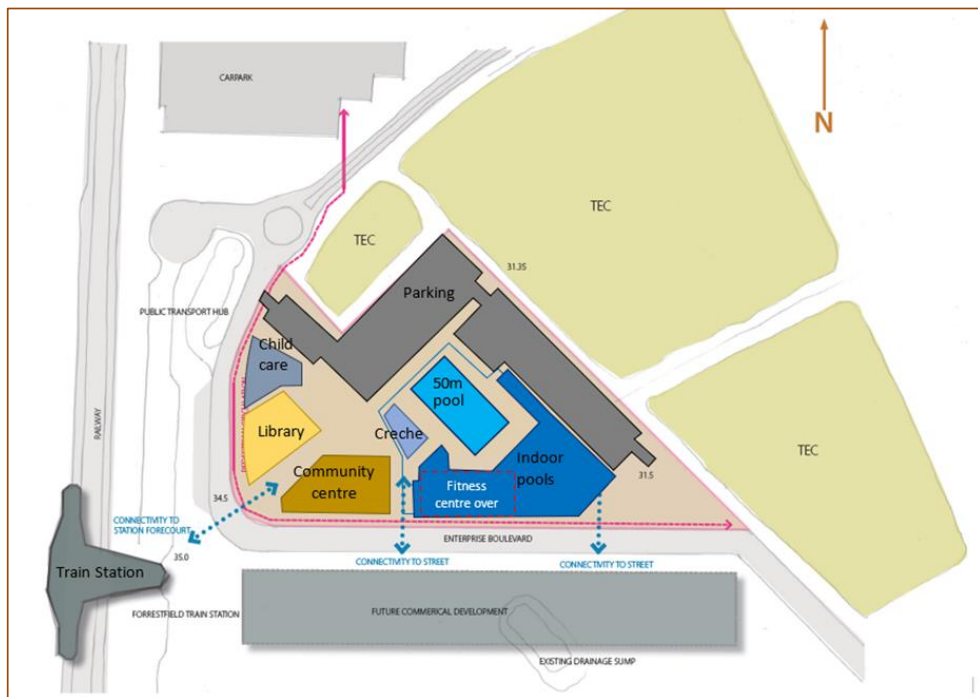 CARPARK
N
TEC
TEC
31.35
Parking
PUBLIC TRANSPORT HUB
Child
care
50m
pool
RAILWAY
Library
Creche
TEC
Indoor
pools
Community
centre
31.5
Fitness
centre over
34.5
CONNECTIVITY TO
STATION FORECOURT
35.0
ENTERPRISE BOULEVARD
CONNECTIVITY TO STREET
CONNECTIVITY TO STREET
Train Station
FORRESTFIELD TRAIN STATION
FUTURE COMMERICAL DEVELOPMENT
EXISTING DRAINAGE SUMP